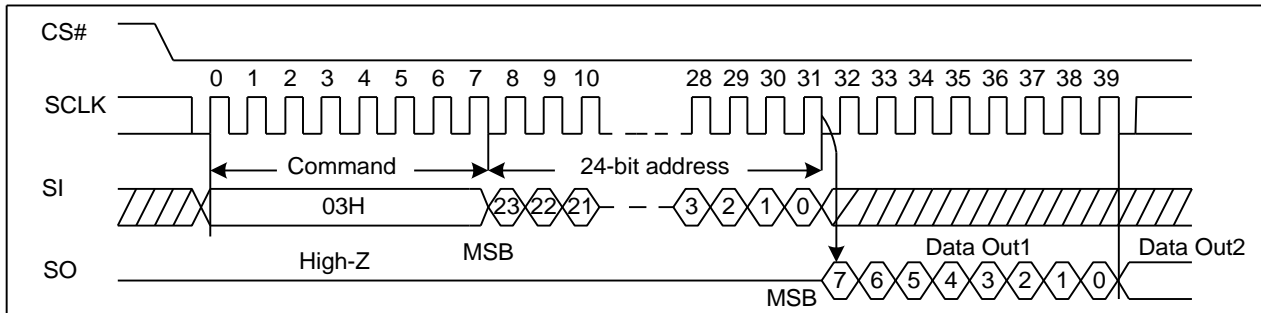 CS#
0 1 2 3 4 5 6 7 8 9 10 28 29 30 31 32 33 34 35 36 37 38 39
SCLK
Command 24-bit address
SI
03H 23 22 21 3 2 1 0
MSB Data Out1 Data Out2
High-Z
SO
7 6 5 4 3 2 1 0
MSB